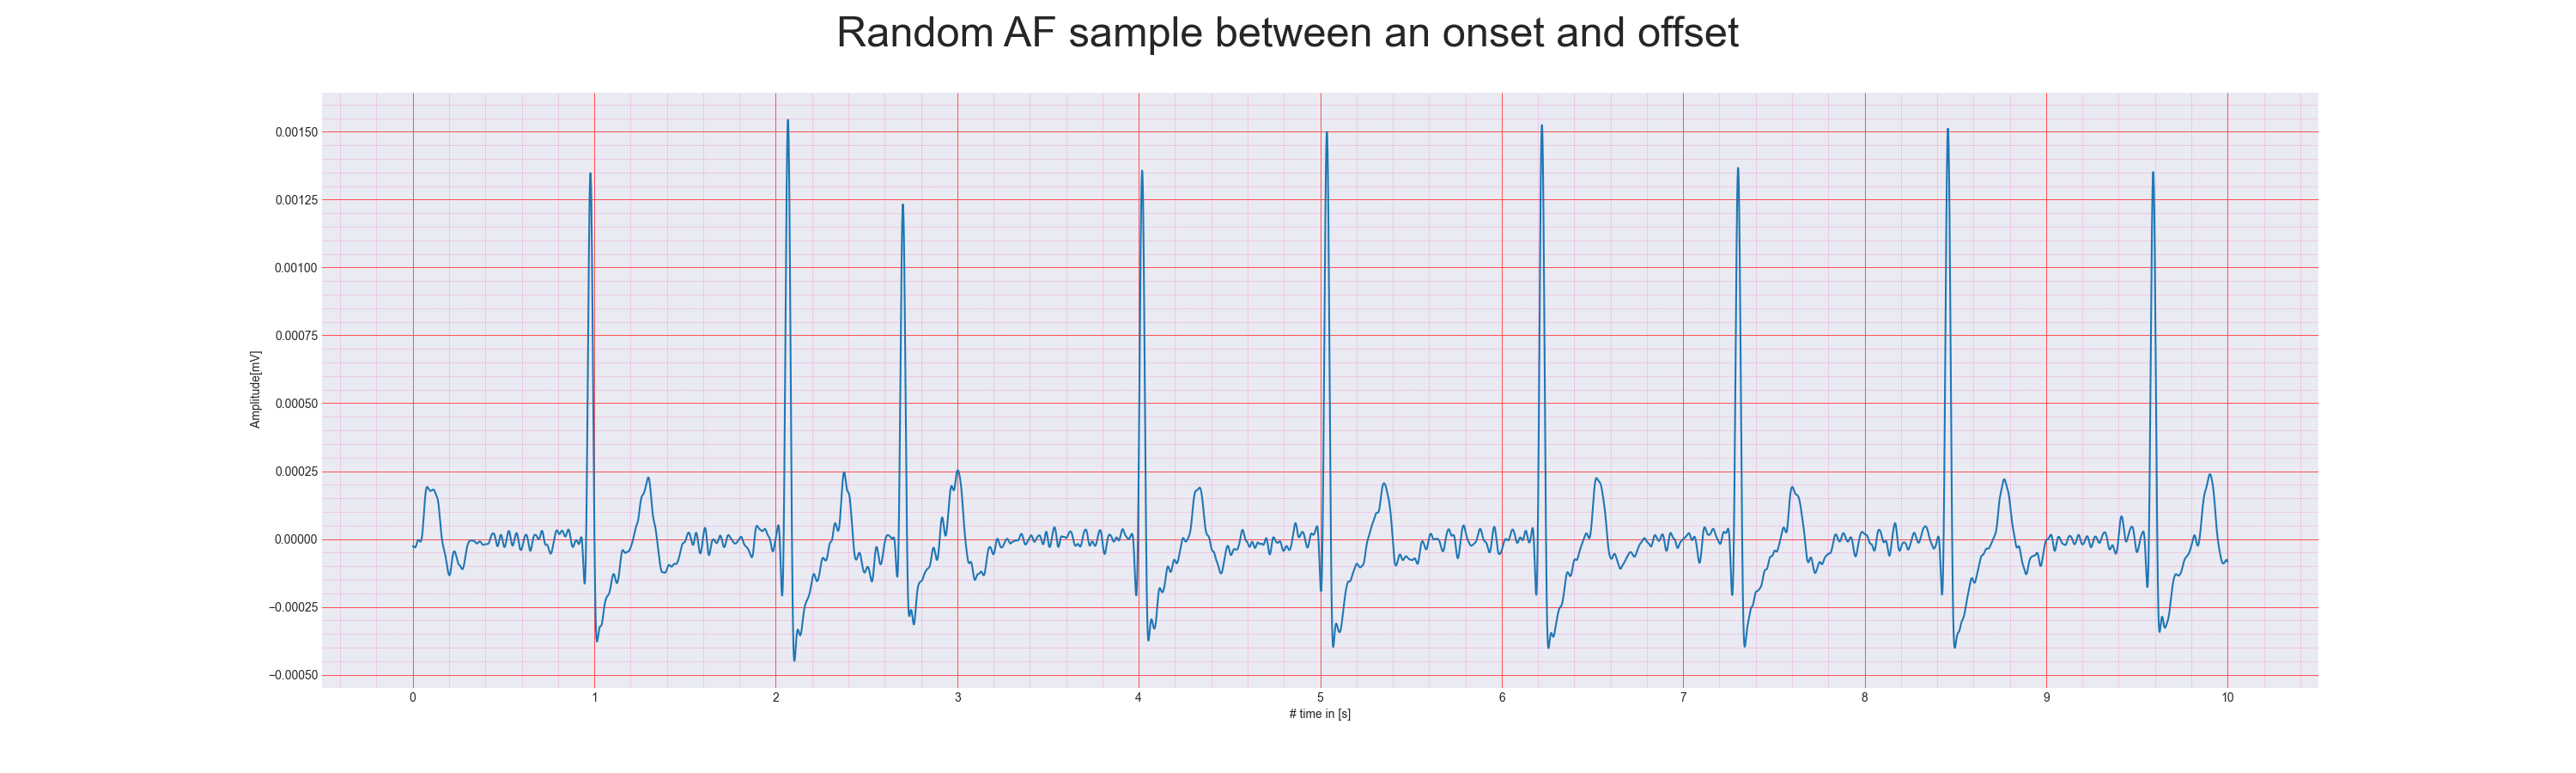 Random AF sample between an onset and offset
0.00150
0.00125
0.00100
0.00075
0.00050
0.00025
0.00000
−0.00025
−0.00050
Amplitude[mV]
0 1 2 3 4 5 6 7 8 9 10
# time in [s]